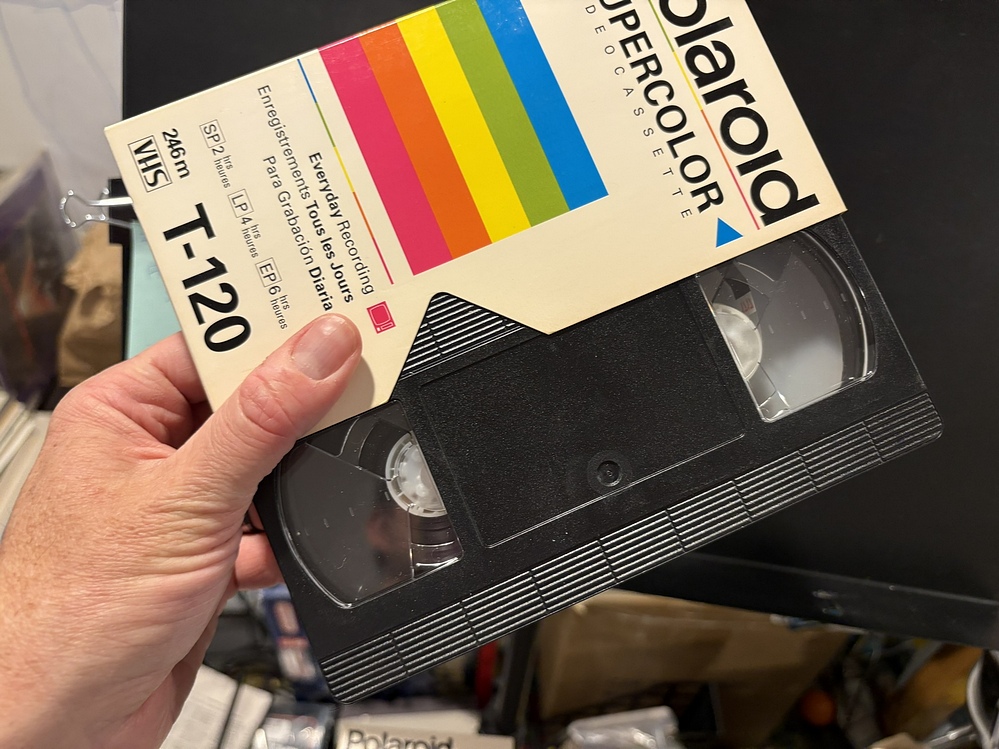 olaroid
UPERCOLOR
DEOCASSETTE
Everyday Recording
Enregistrements Tous les Jours
Para Grabación Diaria
SP 2 hrs heures LP 4 hrs heures EP 6 hrs heures
246m
VHS
T-120
Polaroid